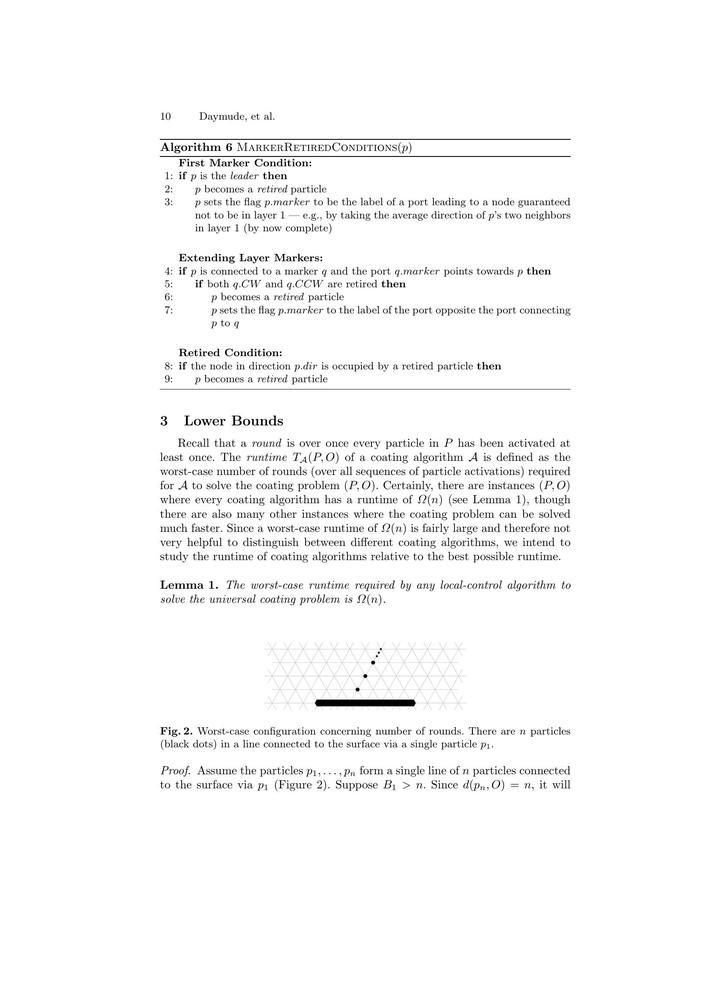 10 Daymude, et al.
Algorithm 6 MARKERRETIREDCONDITIONS(p)
First Marker Condition:
1: if p is the leader then
2: p becomes a retired particle
3: p sets the flag p.marker to be the label of a port leading to a node guaranteed
not to be in layer 1 — e.g., by taking the average direction of p's two neighbors
in layer 1 (by now complete)
Extending Layer Markers:
4: if p is connected to a marker q and the port q.marker points towards p then
5: if both q.CW and q.CCW are retired then
6: p becomes a retired particle
7: p sets the flag p.marker to the label of the port opposite the port connecting
p to q
Retired Condition:
8: if the node in direction p.dir is occupied by a retired particle then
9: p becomes a retired particle
3 Lower Bounds
Recall that a round is over once every particle in P has been activated at
least once. The runtime T_A(P, O) of a coating algorithm A is defined as the
worst-case number of rounds (over all sequences of particle activations) required
for A to solve the coating problem (P, O). Certainly, there are instances (P, O)
where every coating algorithm has a runtime of Ω(n) (see Lemma 1), though
there are also many other instances where the coating problem can be solved
much faster. Since a worst-case runtime of Ω(n) is fairly large and therefore not
very helpful to distinguish between different coating algorithms, we intend to
study the runtime of coating algorithms relative to the best possible runtime.
Lemma 1. The worst-case runtime required by any local-control algorithm to
solve the universal coating problem is Ω(n).
Fig. 2. Worst-case configuration concerning number of rounds. There are n particles
(black dots) in a line connected to the surface via a single particle p₁.
Proof. Assume the particles p₁, . . . , pₙ form a single line of n particles connected
to the surface via p₁ (Figure 2). Suppose B₁ > n. Since d(pₙ, O) = n, it will